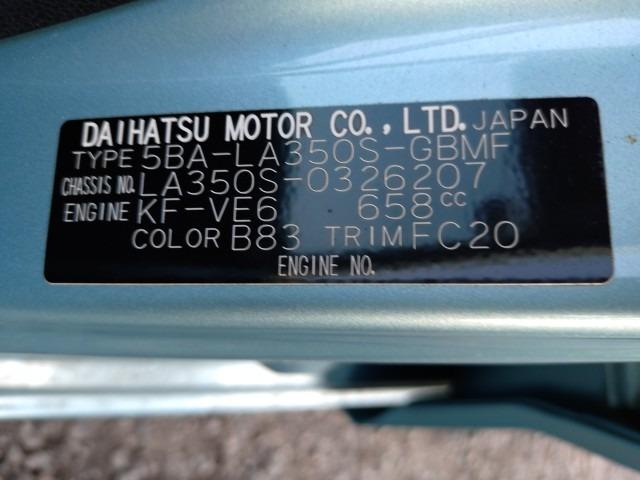 DAIHATSU MOTOR CO.,LTD. JAPAN
TYPE 5BA-LA350S-GBMF
CHASSIS NO. LA350S-0326207
ENGINE KF-VE6 658cc
COLOR B83 TRIM FC20
ENGINE NO.